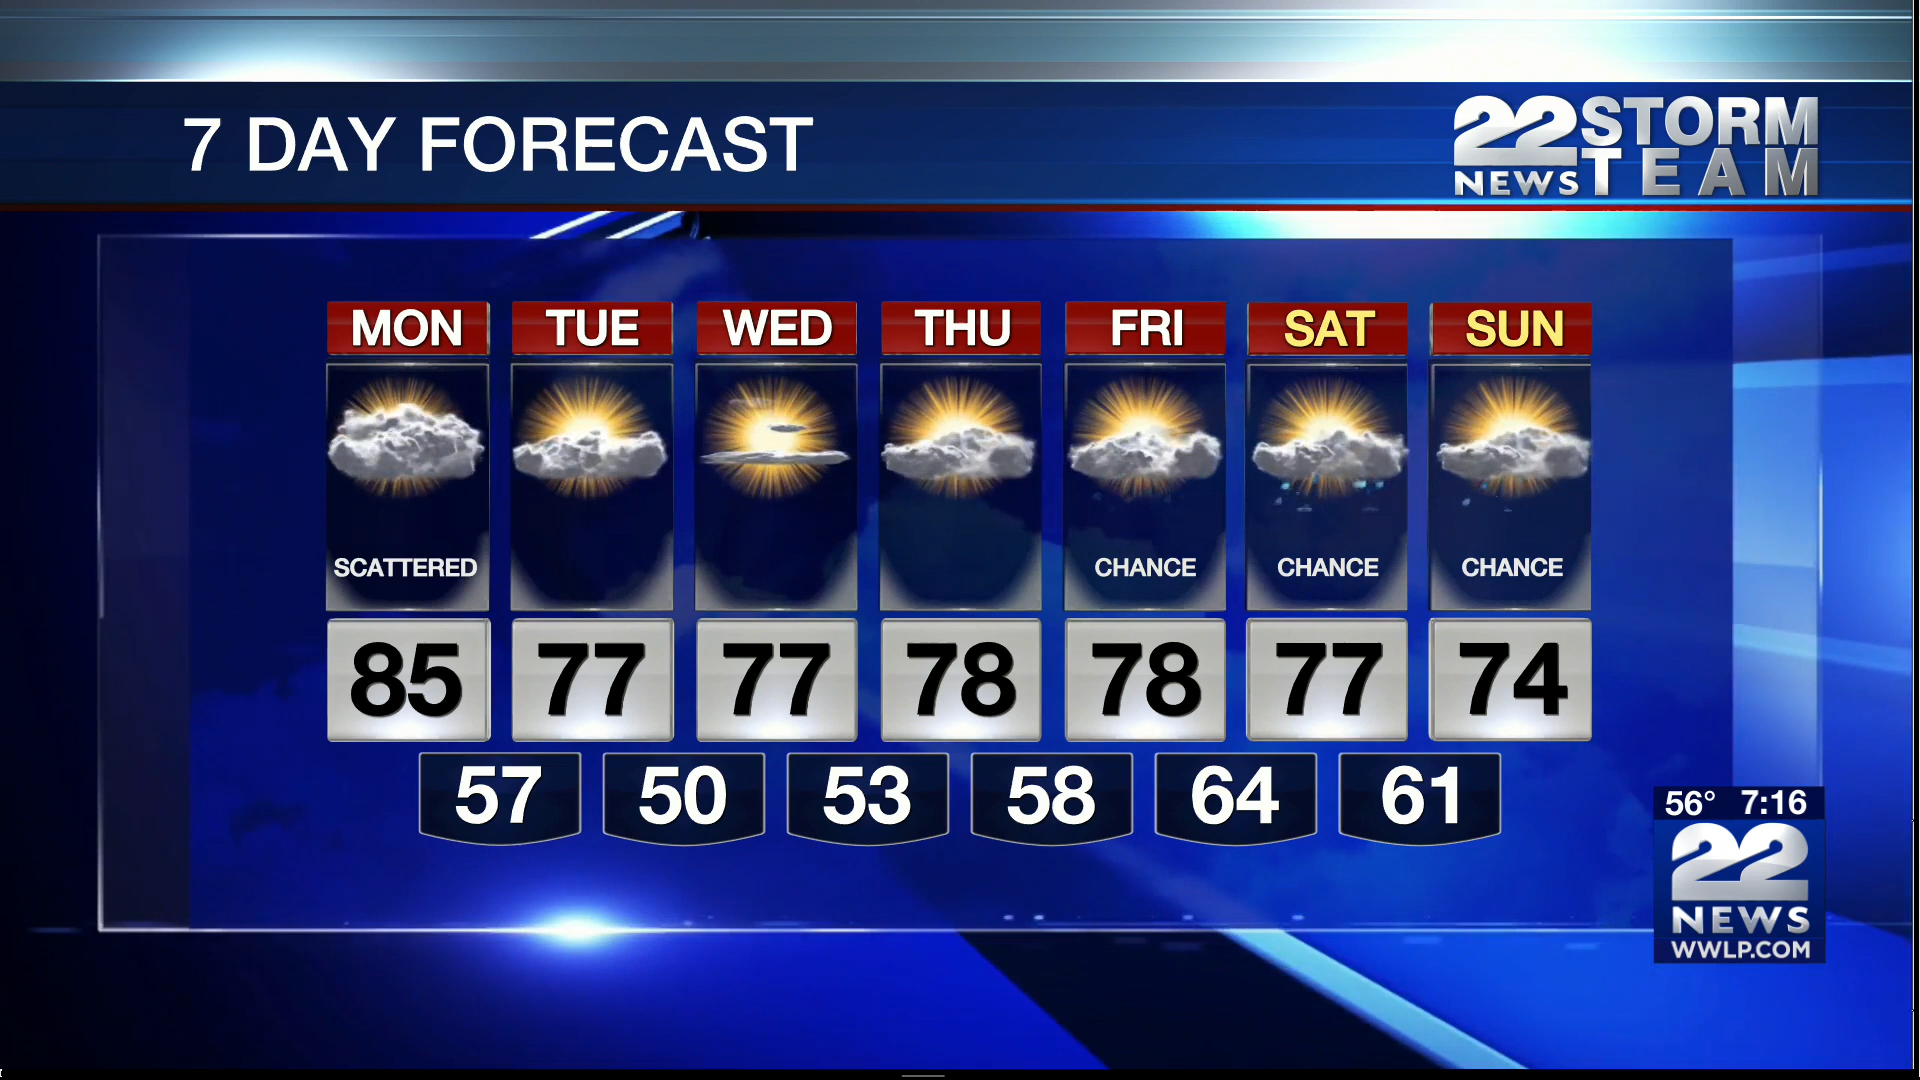 7 DAY FORECAST
22 NEWS STORM TEAM
MON TUE WED THU FRI SAT SUN
SCATTERED CHANCE CHANCE CHANCE
85 77 77 78 78 77 74
57 50 53 58 64 61
56° 7:16
22
NEWS
WWLP.COM